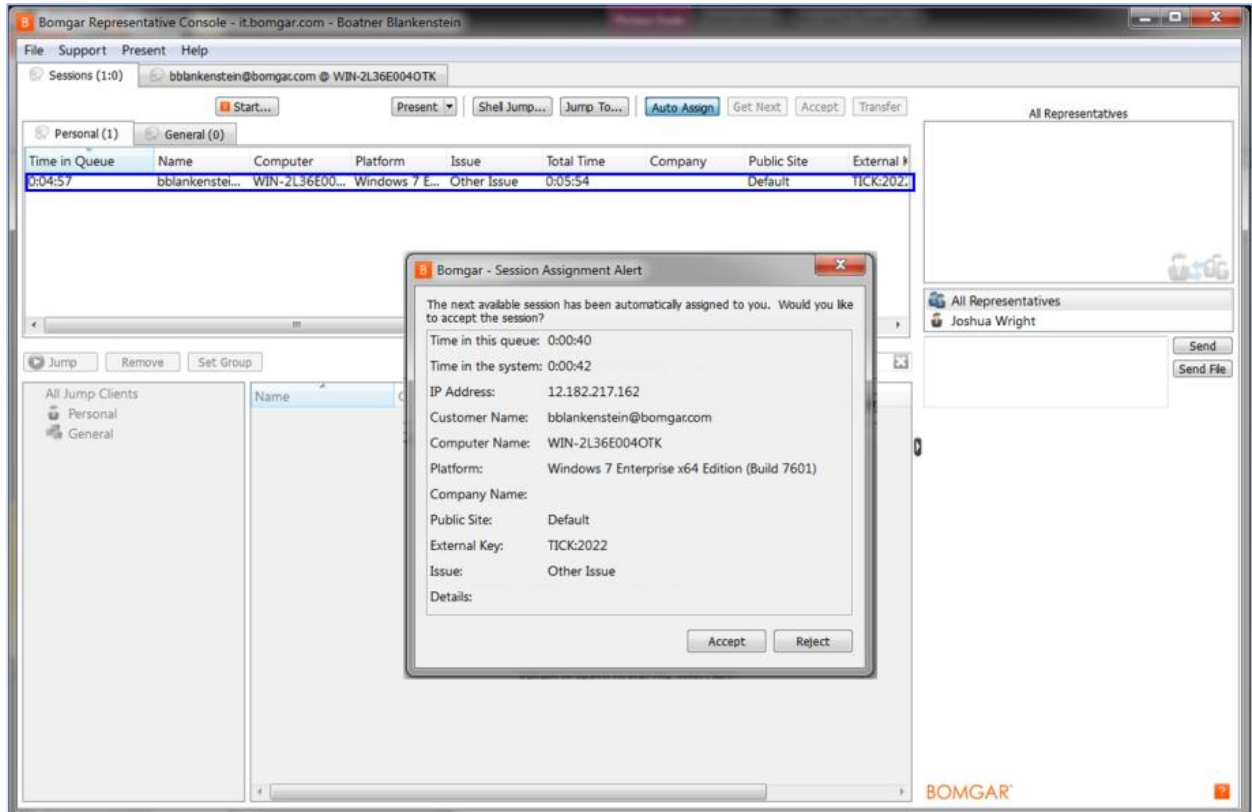 Bomgar Representative Console - it.bomgar.com - Boatner Blankenstein
File Support Present Help
Sessions (1:0) bblankenstein@bomgar.com @ WIN-2L36E004OTK
Start... Present Shell Jump... Jump To... Auto Assign Get Next Accept Transfer
All Representatives
Personal (1) General (0)
Time in Queue Name Computer Platform Issue Total Time Company Public Site External
0:04:57 bblankenstei... WIN-2L36E00... Windows 7 E... Other Issue 0:05:54 Default TICK:202
Bomgar - Session Assignment Alert
The next available session has been automatically assigned to you. Would you like
to accept the session?
Time in this queue: 0:00:40
Time in the system: 0:00:42
IP Address: 12.182.217.162
Customer Name: bblankenstein@bomgar.com
Computer Name: WIN-2L36E004OTK
Platform: Windows 7 Enterprise x64 Edition (Build 7601)
Company Name:
Public Site: Default
External Key: TICK:2022
Issue: Other Issue
Details:
Accept Reject
All Representatives
Joshua Wright
Send
Send File
Jump Remove Set Group
All Jump Clients
Personal
General
Name
BOMGAR